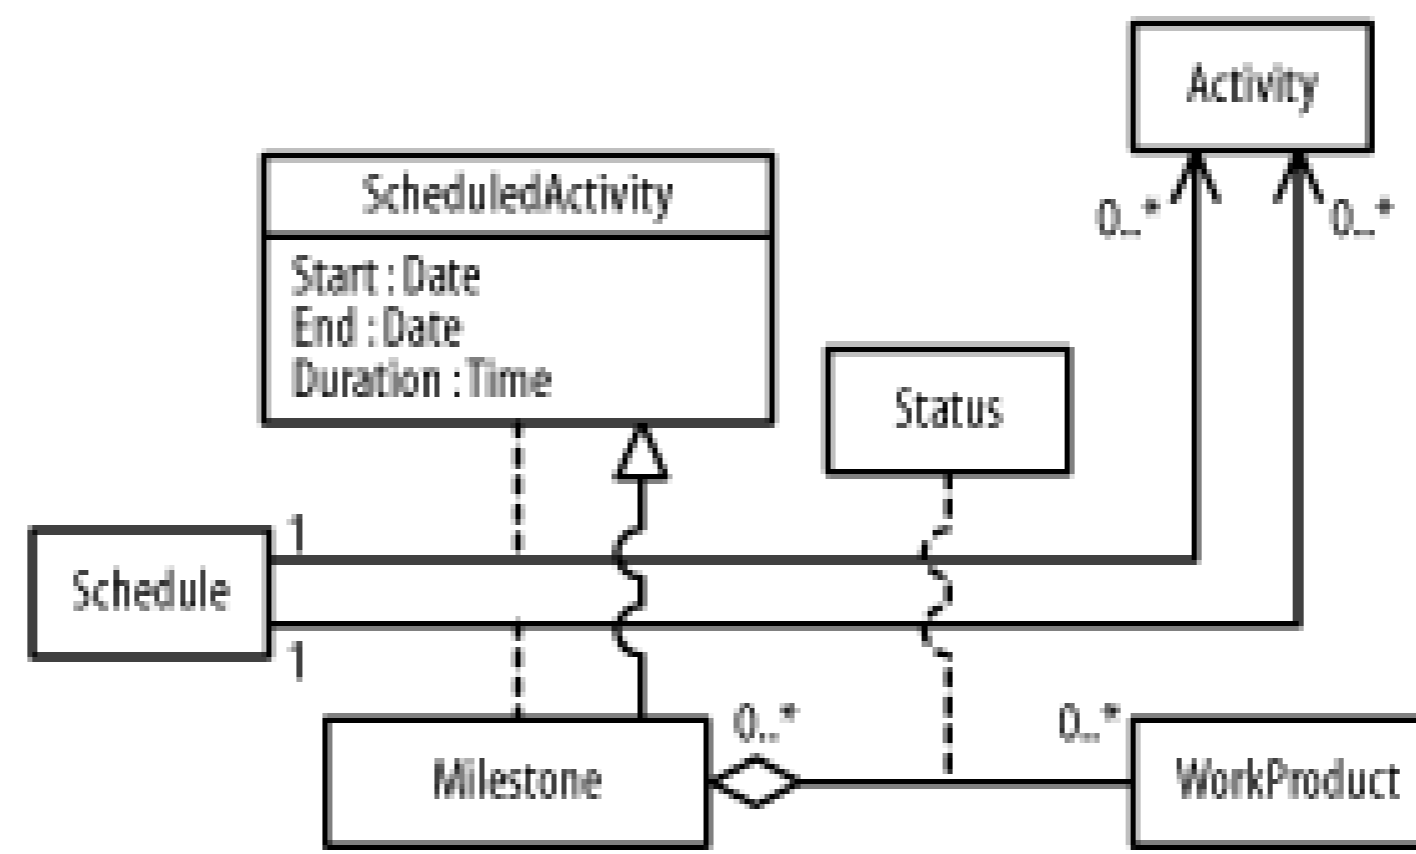 Activity
0..*
0..*
ScheduledActivity
Start : Date
End : Date
Duration : Time
Status
1
Schedule
1
0..*
0..*
Milestone
WorkProduct